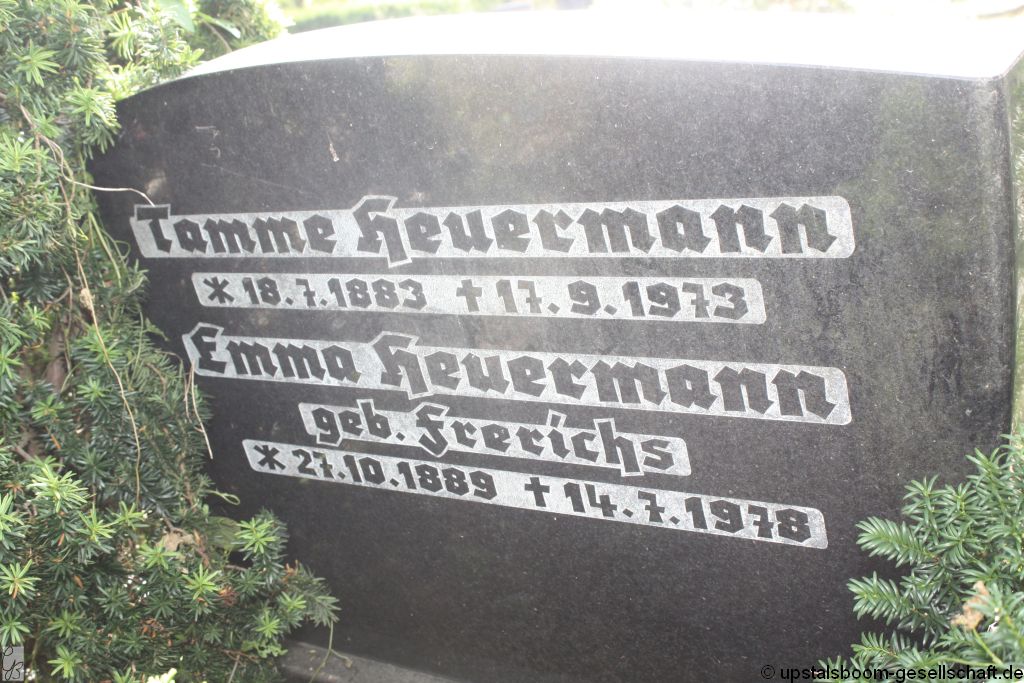 Tamme Heuermann
* 18.7.1883 † 17.9.1973
Emma Heuermann
geb. Frerichs
* 27.10.1889 † 14.7.1978
© upstalsboom-gesellschaft.de